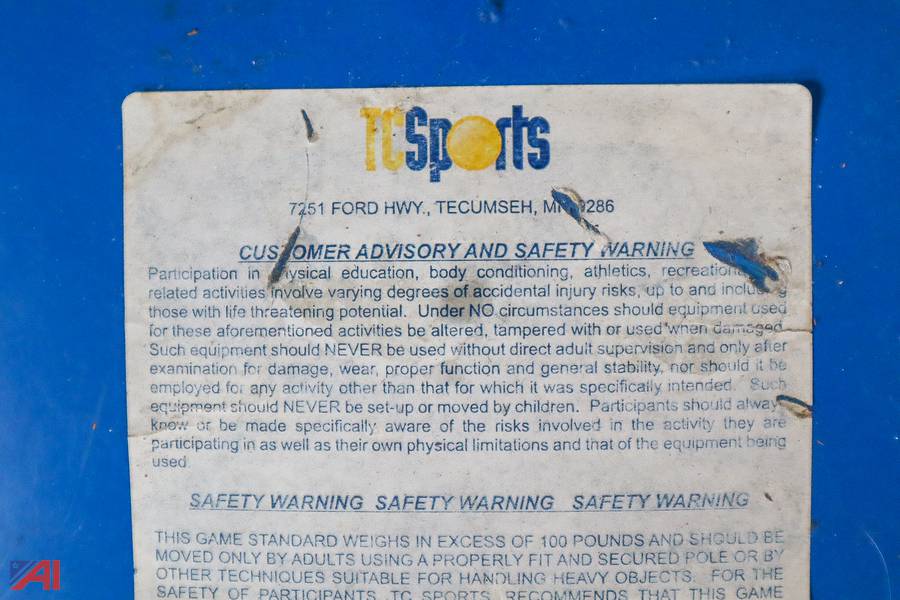 TCSports
7251 FORD HWY., TECUMSEH, 9286
CUSTOMER ADVISORY AND SAFETY WARNING
Participation in physical education, body conditioning, athletics, recreational
related activities involve varying degrees of accidental injury risks, up to and including
those with life threatening potential. Under NO circumstances should equipment used
for these aforementioned activities be altered, tampered with or used when damaged.
Such equipment should NEVER be used without direct adult supervision and only after
examination for damage, wear, proper function and general stability, nor should it be
employed for any activity other than that for which it was specifically intended. Such
equipment should NEVER be set-up or moved by children. Participants should always
know or be made specifically aware of the risks involved in the activity they are
participating in as well as their own physical limitations and that of the equipment being
used.
SAFETY WARNING SAFETY WARNING SAFETY WARNING
THIS GAME STANDARD WEIGHS IN EXCESS OF 100 POUNDS AND SHOULD BE
MOVED ONLY BY ADULTS USING A PROPERLY FIT AND SECURED POLE OR BY
OTHER TECHNIQUES SUITABLE FOR HANDLING HEAVY OBJECTS. FOR THE
SAFETY OF PARTICIPANTS, TC SPORTS RECOMMENDS THAT THIS GAME
AI